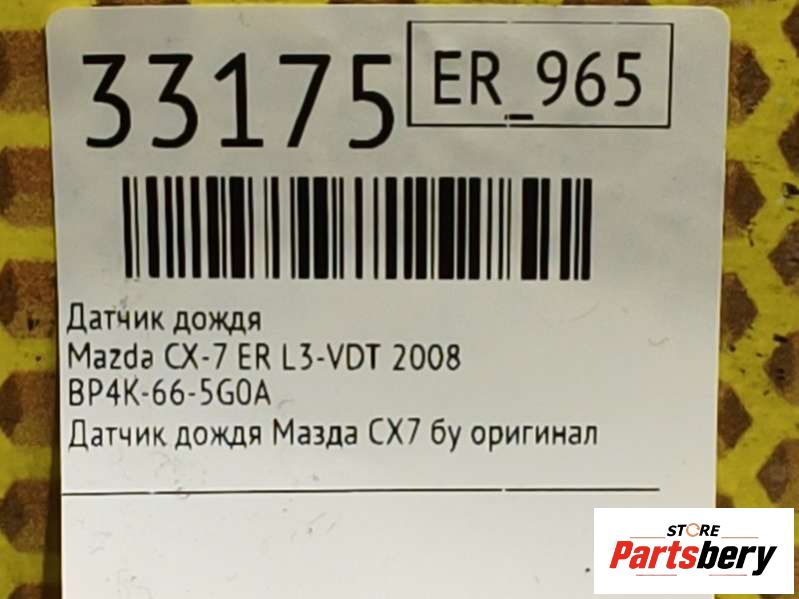 33175
ER_965
Датчик дождя
Mazda CX-7 ER L3-VDT 2008
BP4K-66-5G0A
Датчик дождя Мазда CX7 бу оригинал
STORE
Partsbery